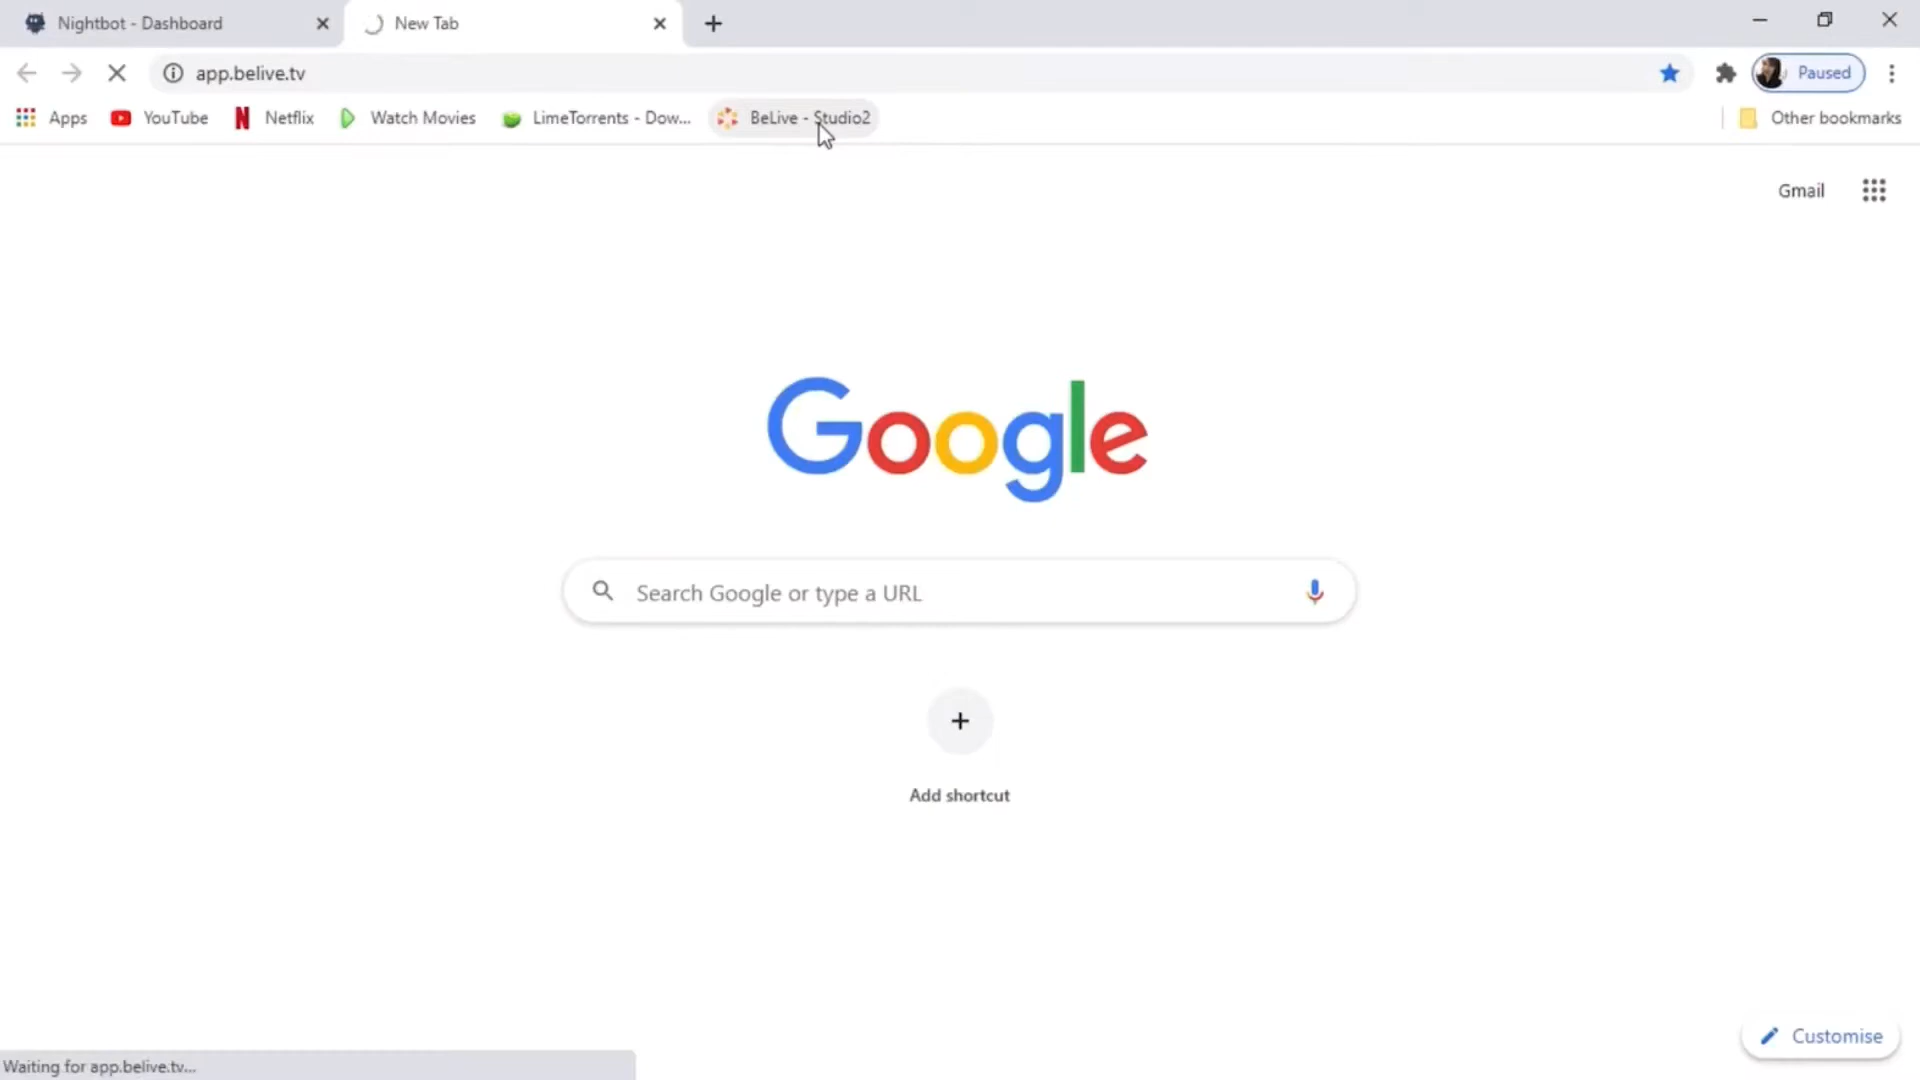 Nightbot - Dashboard
New Tab
app.belive.tv
Paused
Apps
YouTube
Netflix
Watch Movies
LimeTorrents - Dow...
BeLive - Studio2
Other bookmarks
Gmail
Google
Search Google or type a URL
Add shortcut
Customise
Waiting for app.belive.tv...